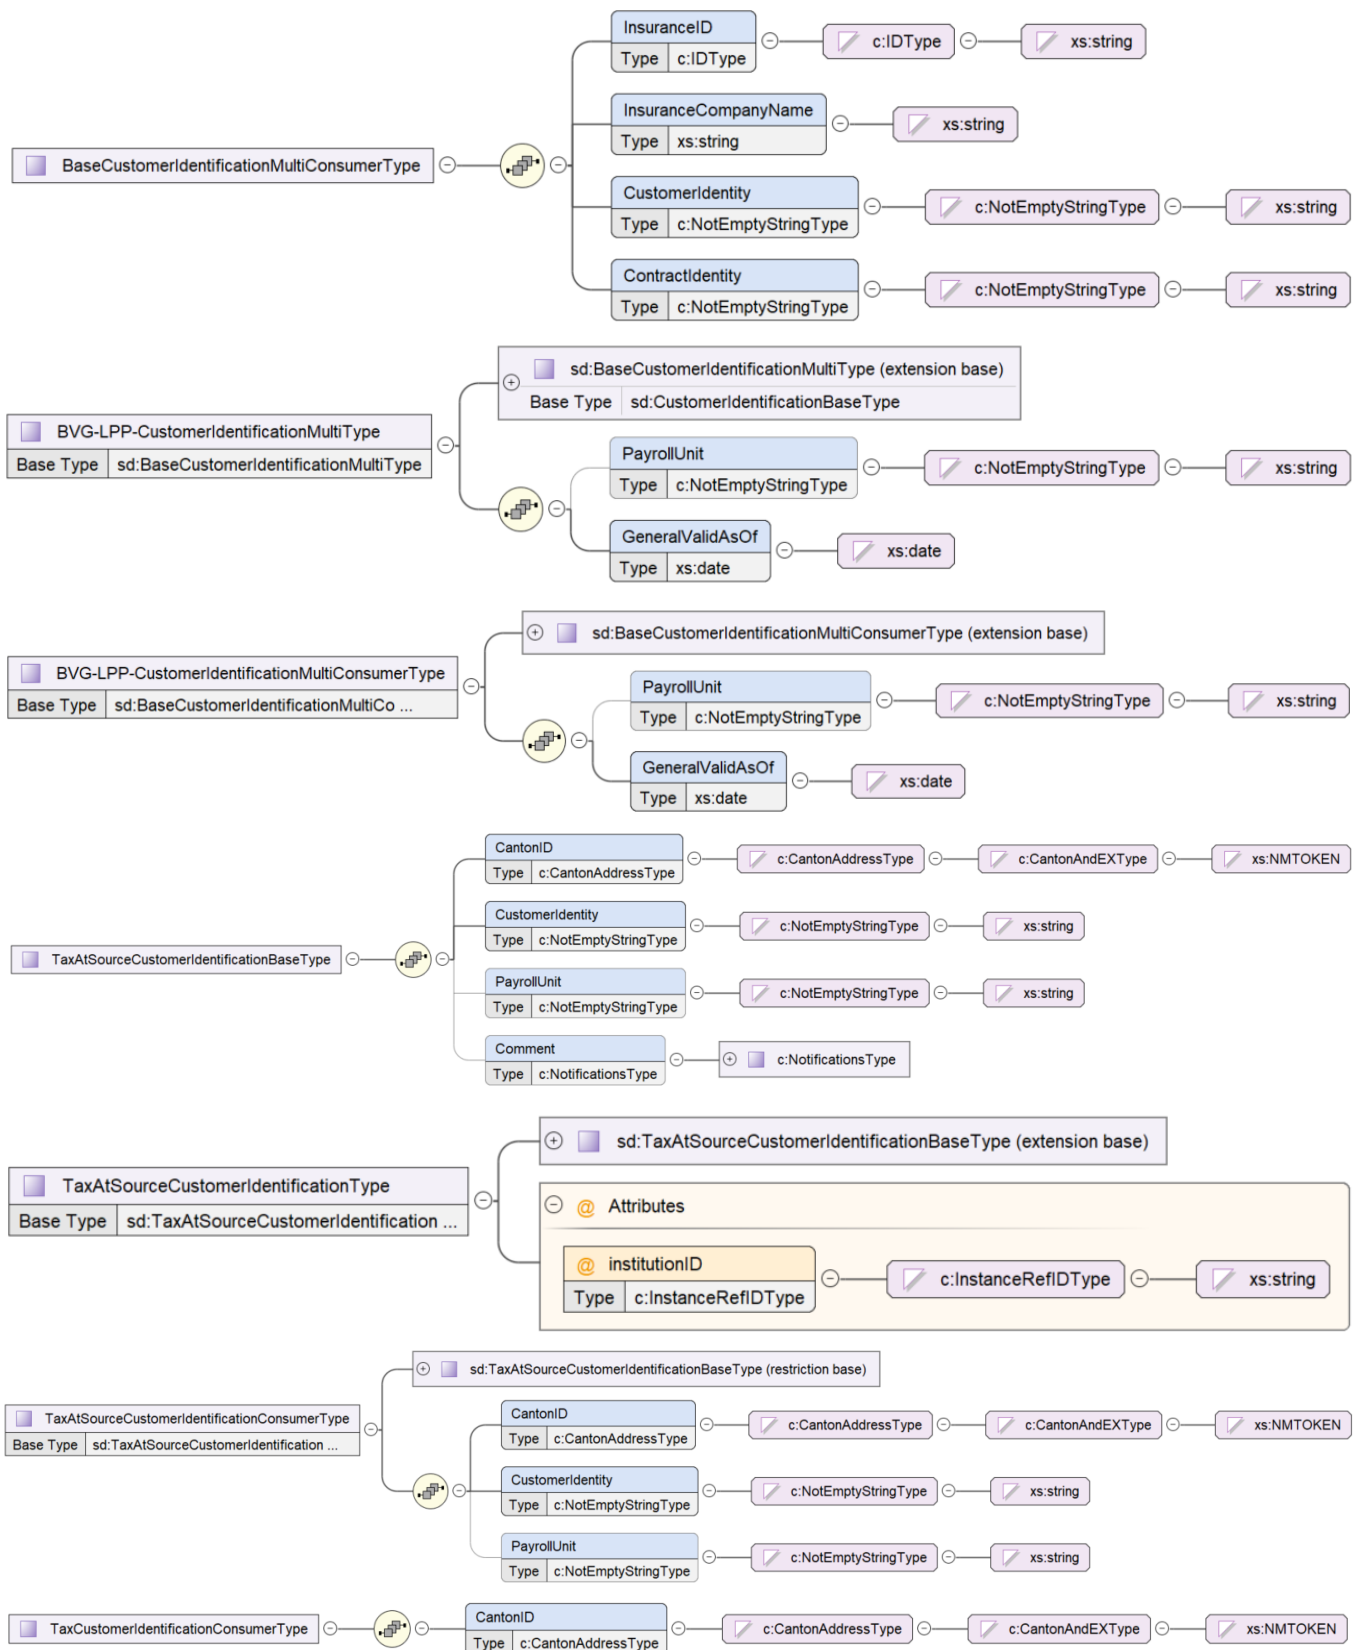 InsuranceID
Type c:IDType
c:IDType
xs:string
InsuranceCompanyName
Type xs:string
xs:string
BaseCustomerIdentificationMultiConsumerType
CustomerIdentity
Type c:NotEmptyStringType
c:NotEmptyStringType
xs:string
ContractIdentity
Type c:NotEmptyStringType
c:NotEmptyStringType
xs:string
sd:BaseCustomerIdentificationMultiType (extension base)
Base Type sd:CustomerIdentificationBaseType
BVG-LPP-CustomerIdentificationMultiType
Base Type sd:BaseCustomerIdentificationMultiType
PayrollUnit
Type c:NotEmptyStringType
c:NotEmptyStringType
xs:string
GeneralValidAsOf
Type xs:date
xs:date
sd:BaseCustomerIdentificationMultiConsumerType (extension base)
BVG-LPP-CustomerIdentificationMultiConsumerType
Base Type sd:BaseCustomerIdentificationMultiCo ...
PayrollUnit
Type c:NotEmptyStringType
c:NotEmptyStringType
xs:string
GeneralValidAsOf
Type xs:date
xs:date
CantonID
Type c:CantonAddressType
c:CantonAddressType
c:CantonAndEXType
xs:NMTOKEN
CustomerIdentity
Type c:NotEmptyStringType
c:NotEmptyStringType
xs:string
TaxAtSourceCustomerIdentificationBaseType
PayrollUnit
Type c:NotEmptyStringType
c:NotEmptyStringType
xs:string
Comment
Type c:NotificationsType
c:NotificationsType
sd:TaxAtSourceCustomerIdentificationBaseType (extension base)
TaxAtSourceCustomerIdentificationType
Base Type sd:TaxAtSourceCustomerIdentification ...
@ Attributes
@ institutionID
Type c:InstanceRefIDType
c:InstanceRefIDType
xs:string
sd:TaxAtSourceCustomerIdentificationBaseType (restriction base)
TaxAtSourceCustomerIdentificationConsumerType
Base Type sd:TaxAtSourceCustomerIdentification ...
CantonID
Type c:CantonAddressType
c:CantonAddressType
c:CantonAndEXType
xs:NMTOKEN
CustomerIdentity
Type c:NotEmptyStringType
c:NotEmptyStringType
xs:string
PayrollUnit
Type c:NotEmptyStringType
c:NotEmptyStringType
xs:string
TaxCustomerIdentificationConsumerType
CantonID
Type c:CantonAddressType
c:CantonAddressType
c:CantonAndEXType
xs:NMTOKEN